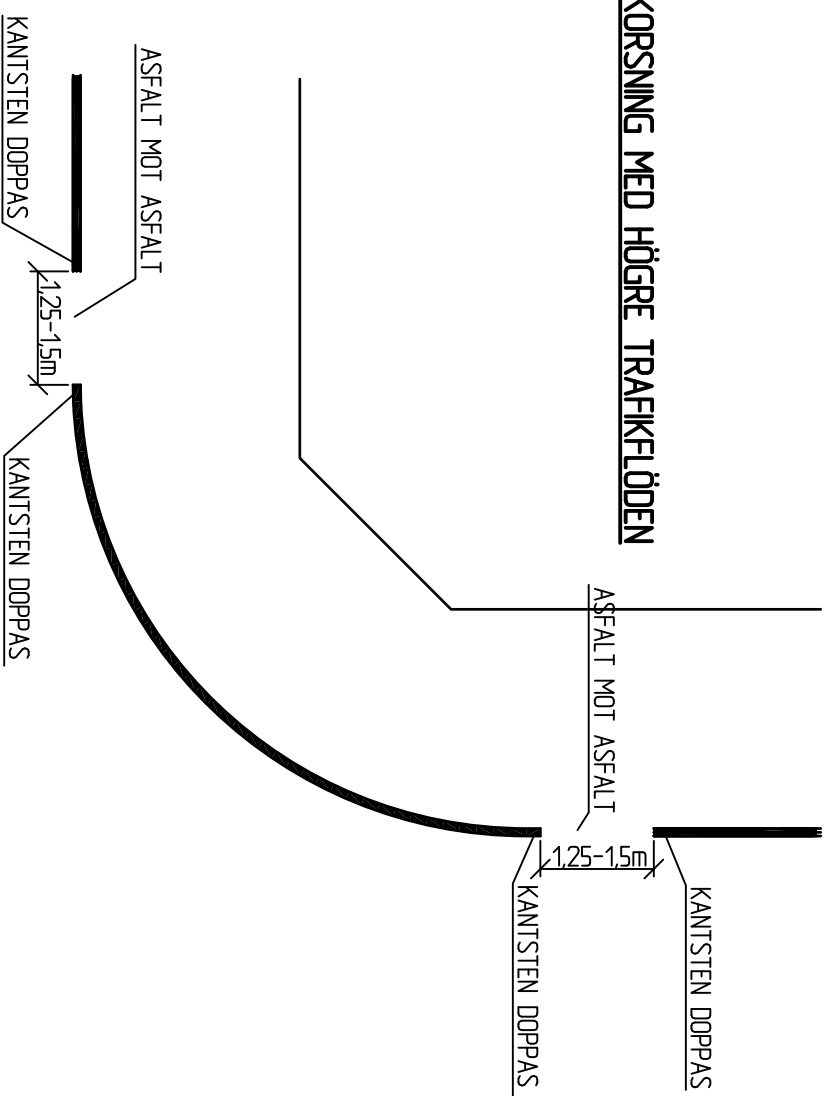 KORSNING MED HÖGRE TRAFIKFLÖDEN
KANTSTEN DOPPAS
ASFALT MOT ASFALT
1,25-1,5m
KANTSTEN DOPPAS
ASFALT MOT ASFALT
1,25-1,5m
KANTSTEN DOPPAS
KANTSTEN DOPPAS